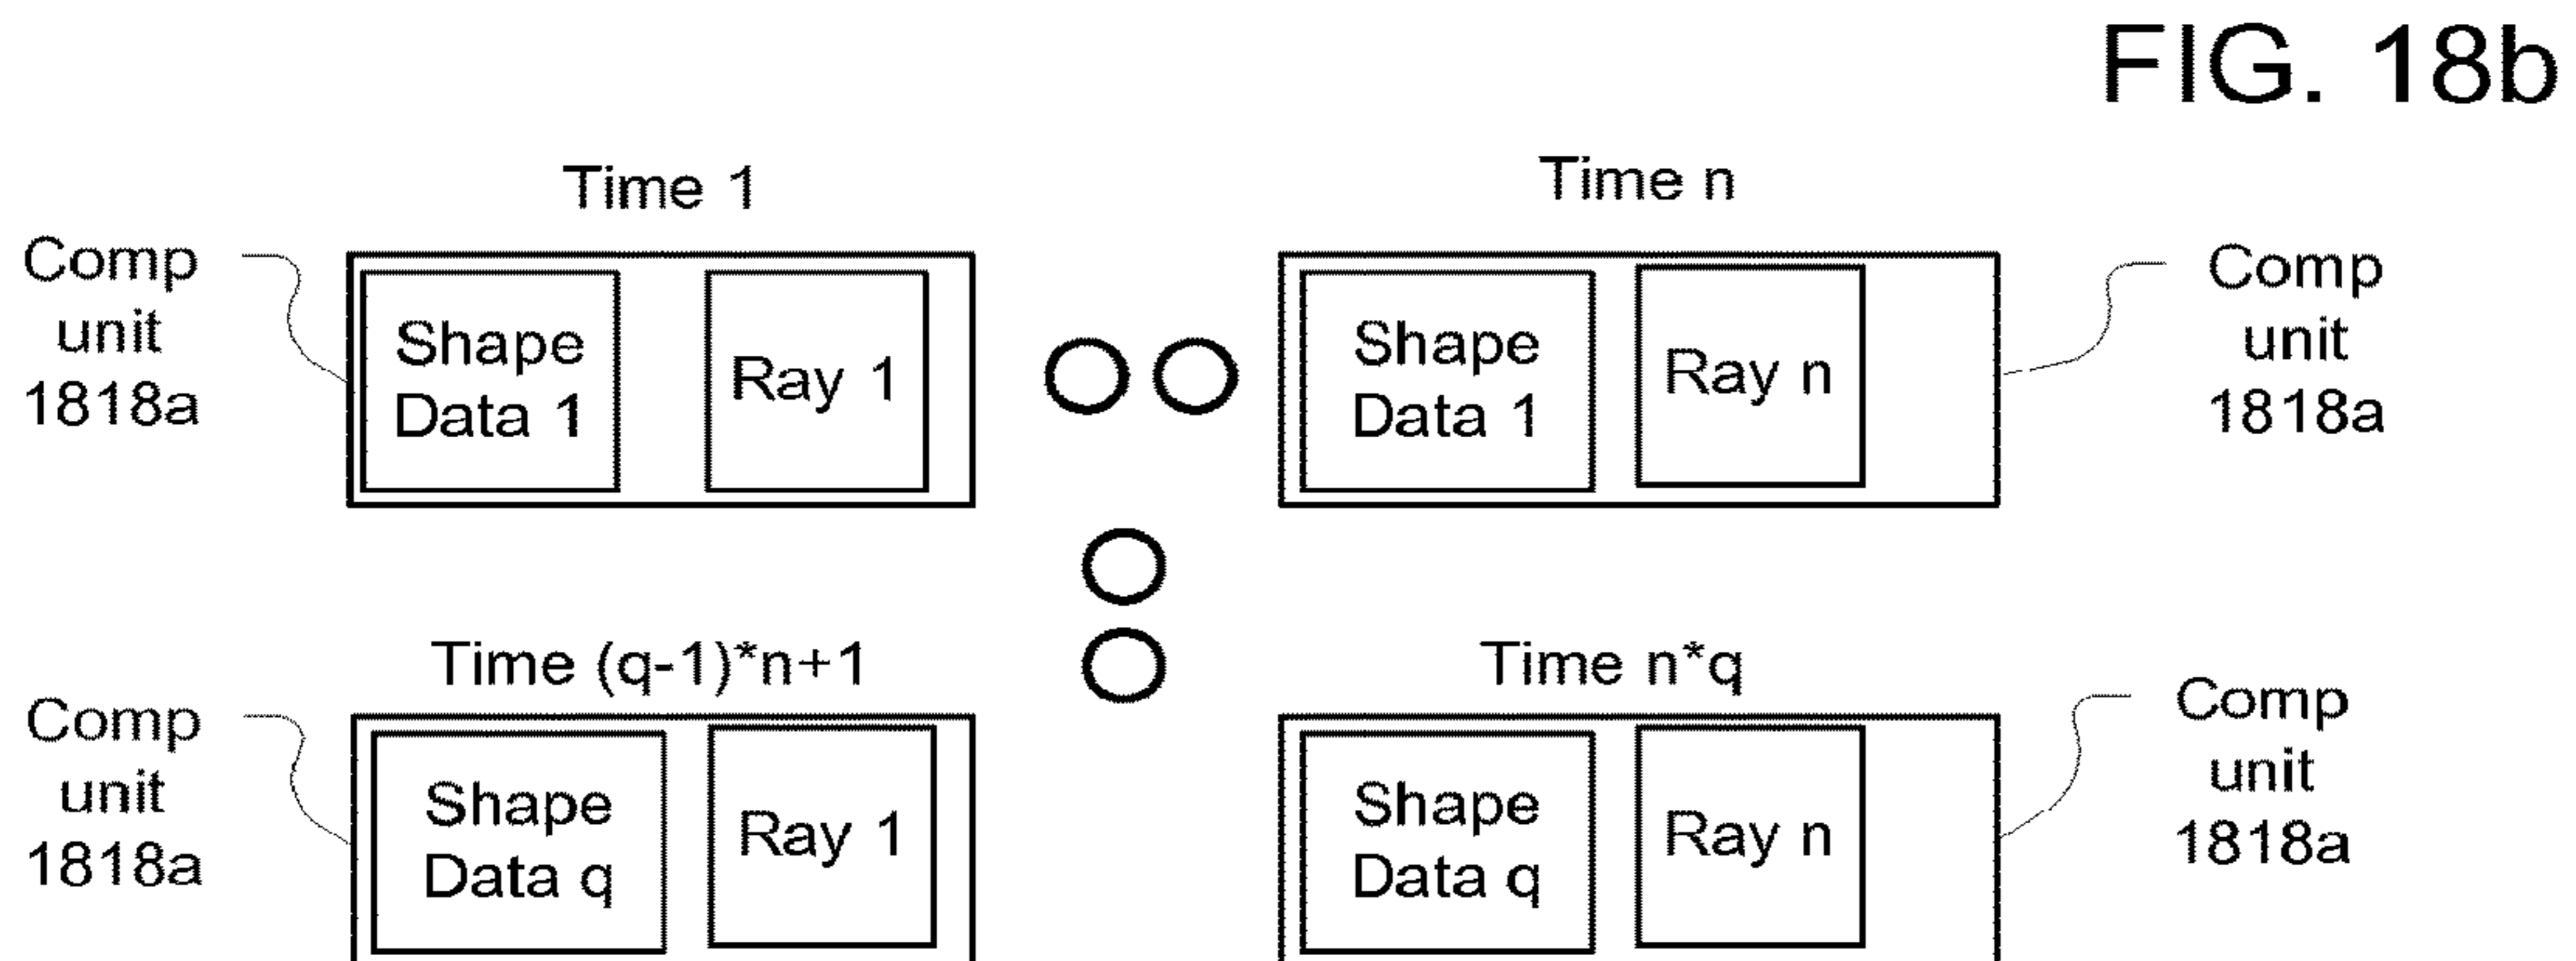 FIG. 18b
Time 1
Time n
Comp
unit
1818a
Shape
Data 1
Ray 1
Shape
Data 1
Ray n
Comp
unit
1818a
Time (q-1)*n+1
Time n*q
Comp
unit
1818a
Shape
Data q
Ray 1
Shape
Data q
Ray n
Comp
unit
1818a